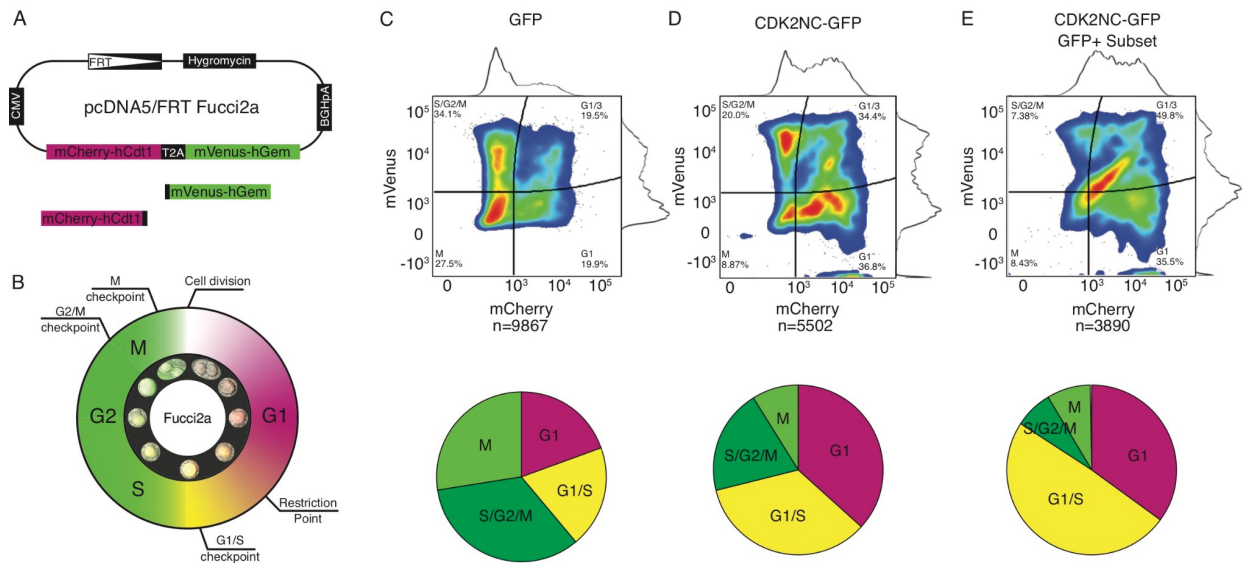 A
FRT
Hygromycin
CMV
pcDNA5/FRT Fucci2a
BGHpA
mCherry-hCdt1
T2A
mVenus-hGem
mVenus-hGem
mCherry-hCdt1
B
M
checkpoint
Cell division
G2/M
checkpoint
M
G2
Fucci2a
G1
S
Restriction
Point
G1/S
checkpoint
C
GFP
S/G2/M
34.1%
G1/3
19.5%
10⁵
10⁴
10³
0
-10³
mVenus
M
27.5%
G1
19.9%
0
10³
10⁴
10⁵
mCherry
n=9867
M
G1
S/G2/M
G1/S
D
CDK2NC-GFP
S/G2/M
20.0%
G1/3
34.4%
10⁵
10⁴
10³
0
-10³
mVenus
M
8.87%
G1
36.8%
0
10³
10⁴
10⁵
mCherry
n=5502
M
S/G2/M
G1
G1/S
E
CDK2NC-GFP
GFP+ Subset
S/G2/M
7.38%
G1/3
49.8%
10⁵
10⁴
10³
0
-10³
mVenus
M
8.43%
G1
35.5%
0
10³
10⁴
10⁵
mCherry
n=3890
M
S/G2/M
G1
G1/S